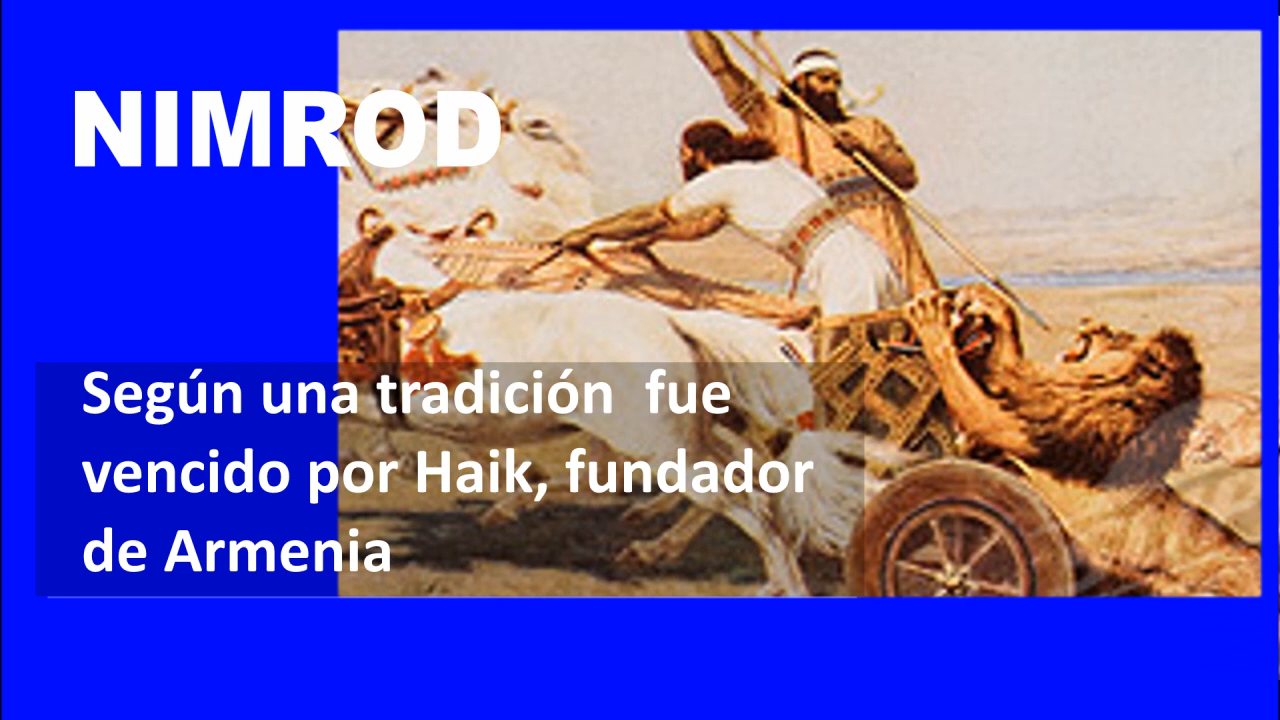 NIMROD
Según una tradición  fue
vencido por Haik, fundador
de Armenia